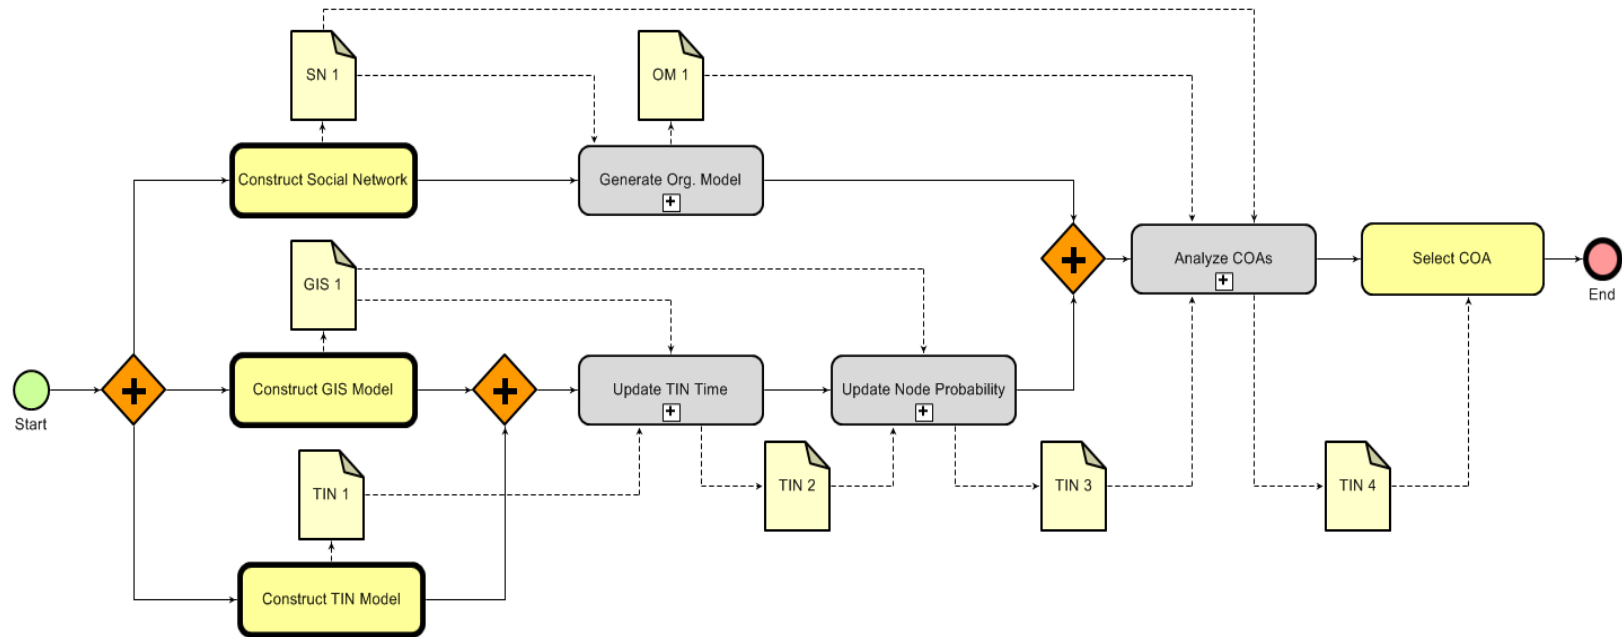 SN 1
OM 1
Construct Social Network
Generate Org. Model
Analyze COAs
Select COA
End
GIS 1
Start
Construct GIS Model
Update TIN Time
Update Node Probability
TIN 1
TIN 2
TIN 3
TIN 4
Construct TIN Model